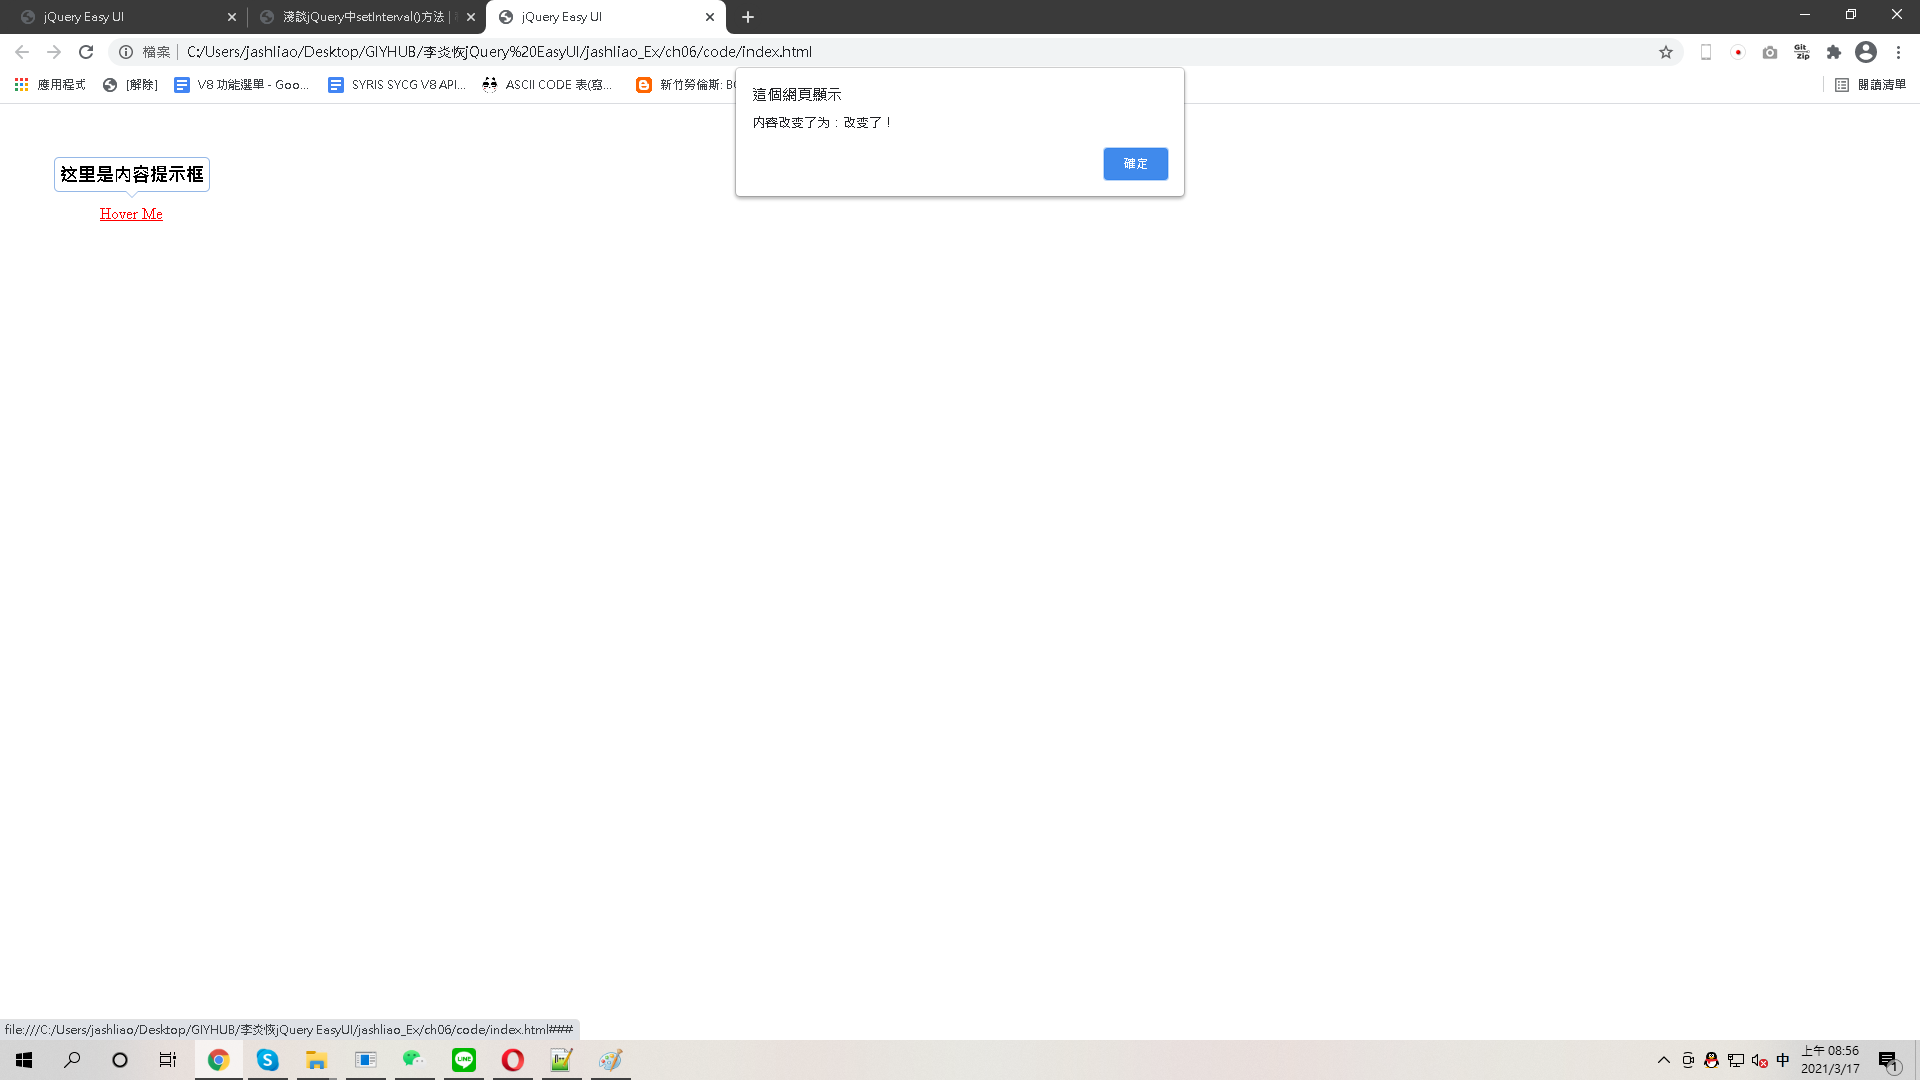 jQuery Easy UI
淺談jQuery中setInterval()方法 |
jQuery Easy UI
檔案
C:/Users/jashliao/Desktop/GIYHUB/李炎恢jQuery%20EasyUI/jashliao_Ex/ch06/code/index.html
應用程式
[解除]
V8 功能選單 - Goo...
SYRIS SYCG V8 API...
ASCII CODE 表(寫...
新竹勞倫斯:
閱讀清單
這個網頁顯示
内容改变了为：改变了！
確定
这里是内容提示框
Hover Me
file:///C:/Users/jashliao/Desktop/GIYHUB/李炎恢jQuery EasyUI/jashliao_Ex/ch06/code/index.html###
中
上午 08:56
2021/3/17
1